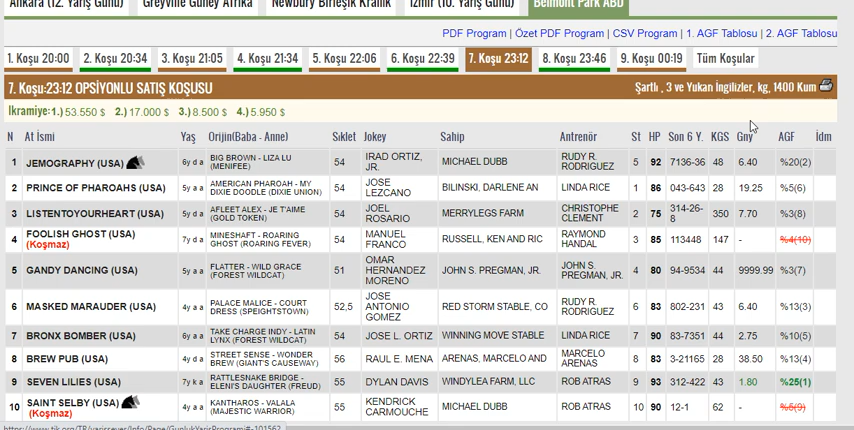 Ankara (12. Yarış Günü) Greyville Güney Afrika Newbury Birleşik Krallık İzmir (10. Yarış Günü) Belmont Park ABD
PDF Program | Özet PDF Program | CSV Program | 1. AGF Tablosu | 2. AGF Tablosu
1. Koşu 20:00 2. Koşu 20:34 3. Koşu 21:05 4. Koşu 21:34 5. Koşu 22:06 6. Koşu 22:39 7. Koşu 23:12 8. Koşu 23:46 9. Koşu 00:19 Tüm Koşular
7. Koşu:23:12 OPSİYONLU SATIŞ KOŞUSU Şartlı , 3 ve Yukarı İngilizler, kg, 1400 Kum
Ikramiye: 1.) 53.550 $ 2.) 17.000 $ 3.) 8.500 $ 4.) 5.950 $
N At İsmi Yaş Orijin(Baba - Anne) Sıklet Jokey Sahip Antrenör St HP Son 6 Y. KGS Gny AGF İdm
1 JEMOGRAPHY (USA) 6y d a BIG BROWN - LIZA LU (MENIFEE) 54 IRAD ORTIZ, JR. MICHAEL DUBB RUDY R. RODRIGUEZ 5 92 7136-36 48 6.40 %20(2)
2 PRINCE OF PHAROAHS (USA) 5y d a AMERICAN PHAROAH - MY DIXIE DOODLE (DIXIE UNION) 54 JOSE LEZCANO BILINSKI, DARLENE AN LINDA RICE 1 86 043-643 28 19.25 %5(6)
3 LISTENTOYOURHEART (USA) 5y d a AFLEET ALEX - JE T'AIME (GOLD TOKEN) 54 JOEL ROSARIO MERRYLEGS FARM CHRISTOPHE CLEMENT 2 75 314-26-8 350 7.70 %3(8)
4 FOOLISH GHOST (USA) (Koşmaz) 7y d a MINESHAFT - ROARING GHOST (ROARING FEVER) 54 MANUEL FRANCO RUSSELL, KEN AND RIC RAYMOND HANDAL 3 85 113448 147 - %4(10)
5 GANDY DANCING (USA) 5y a a FLATTER - WILD GRACE (FOREST WILDCAT) 51 OMAR HERNANDEZ MORENO JOHN S. PREGMAN, JR. JOHN S. PREGMAN, JR. 4 80 94-9534 44 9999.99 %3(7)
6 MASKED MARAUDER (USA) 4y a a PALACE MALICE - COURT DRESS (SPEIGHTSTOWN) 52,5 JOSE ANTONIO GOMEZ RED STORM STABLE, CO RUDY R. RODRIGUEZ 6 83 802-231 43 6.40 %13(3)
7 BRONX BOMBER (USA) 6y a a TAKE CHARGE INDY - LATIN LYNX (FOREST WILDCAT) 54 JOSE L. ORTIZ WINNING MOVE STABLE LINDA RICE 7 90 83-7351 44 2.75 %10(5)
8 BREW PUB (USA) 4y d a STREET SENSE - WONDER BREW (GIANT'S CAUSEWAY) 56 RAUL E. MENA ARENAS, MARCELO AND MARCELO ARENAS 8 83 3-21165 28 38.50 %13(4)
9 SEVEN LILIES (USA) 7y k a RATTLESNAKE BRIDGE - ELENI'S DAUGHTER (FREUD) 55 DYLAN DAVIS WINDYLEA FARM, LLC ROB ATRAS 9 93 312-422 43 1.80 %25(1)
10 SAINT SELBY (USA) (Koşmaz) 4y a a KANTHAROS - VALALA (MAJESTIC WARRIOR) 55 KENDRICK CARMOUCHE MICHAEL DUBB ROB ATRAS 10 90 12-1 62 - %5(9)
https://www.tjk.org/TR/yarissever/Info/Page/GunlukYarisProgrami#-101562